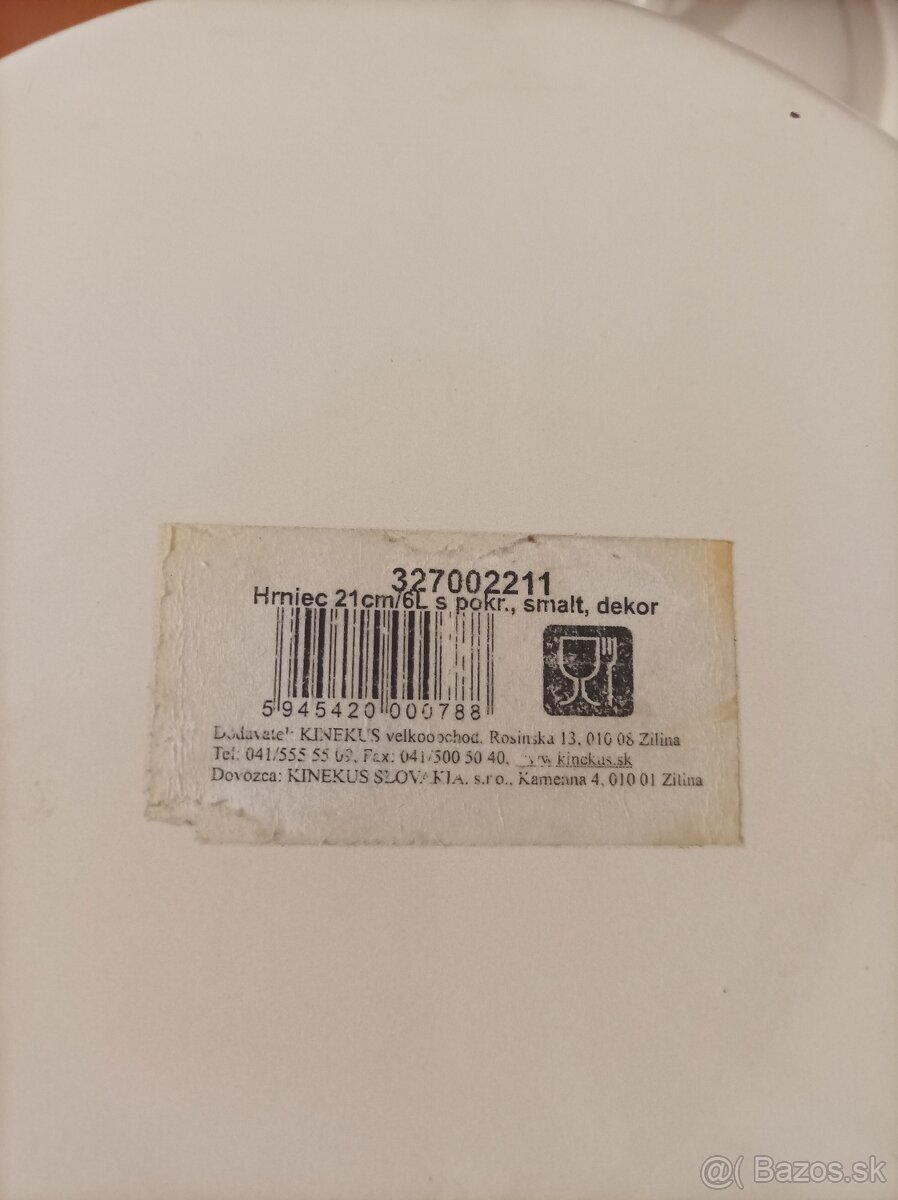 327002211
Hrniec 21cm/6L s pokr., smalt, dekor
5 945420 000788
Dodavateľ: KINEKUS velkoobchod, Rosinska 13, 010 08 Zilina
Tel: 041/555 55 09, Fax: 041/500 50 40, www.kinekus.sk
Dovozca: KINEKUS SLOVAKIA, s.r.o., Kamenna 4, 010 01 Zilina
@( Bazos.sk